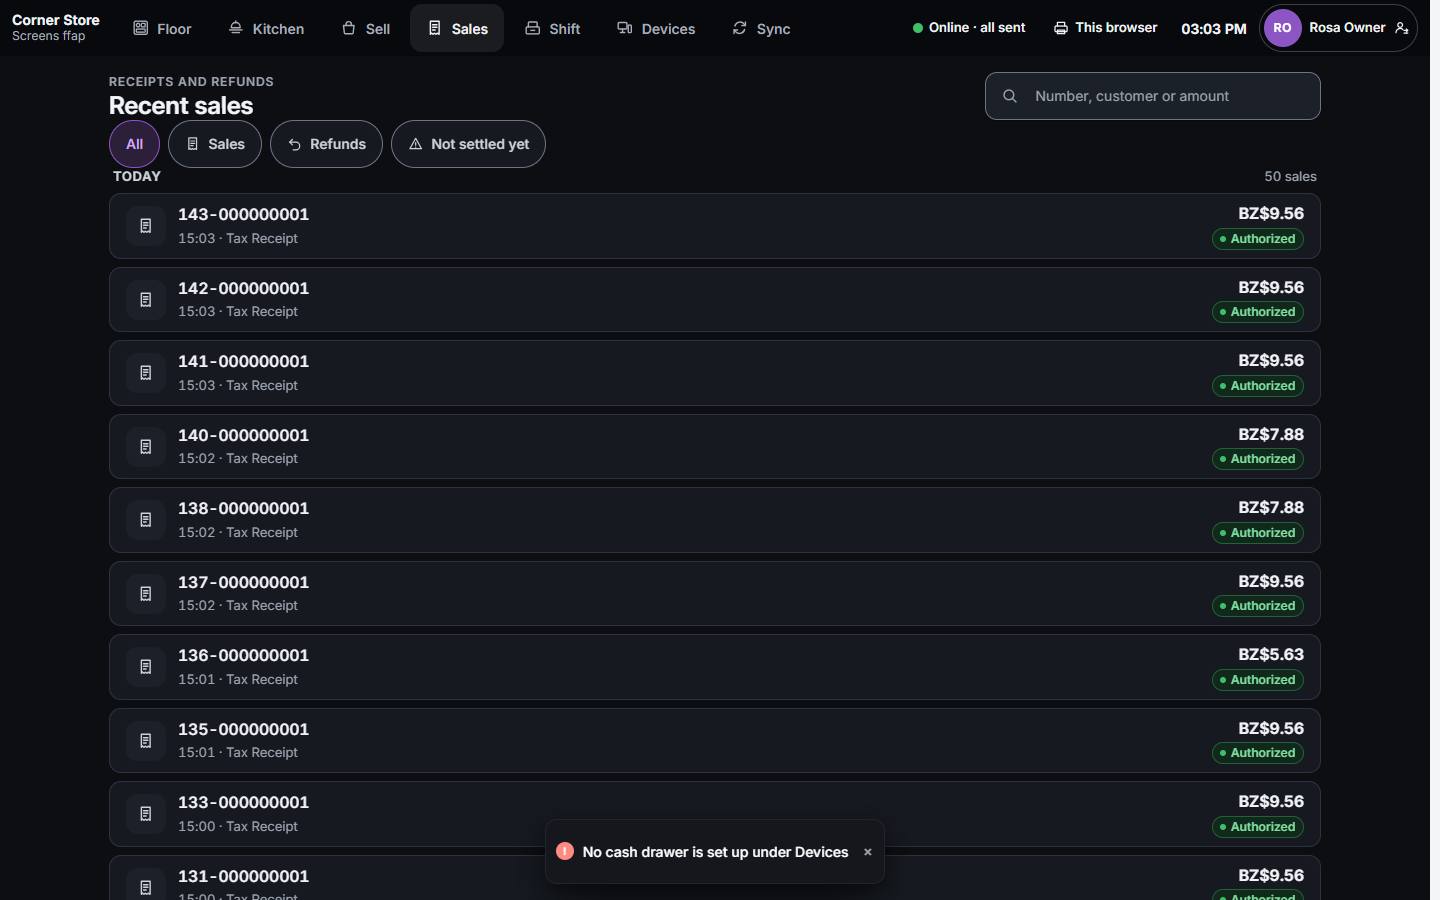 Corner Store
Screens ffap
Floor
Kitchen
Sell
Sales
Shift
Devices
Sync
Online · all sent
This browser
03:03 PM
RO
Rosa Owner
RECEIPTS AND REFUNDS
Recent sales
Number, customer or amount
All
Sales
Refunds
Not settled yet
TODAY
50 sales
143-000000001
BZ$9.56
15:03 · Tax Receipt
Authorized
142-000000001
BZ$9.56
15:03 · Tax Receipt
Authorized
141-000000001
BZ$9.56
15:03 · Tax Receipt
Authorized
140-000000001
BZ$7.88
15:02 · Tax Receipt
Authorized
138-000000001
BZ$7.88
15:02 · Tax Receipt
Authorized
137-000000001
BZ$9.56
15:02 · Tax Receipt
Authorized
136-000000001
BZ$5.63
15:01 · Tax Receipt
Authorized
135-000000001
BZ$9.56
15:01 · Tax Receipt
Authorized
133-000000001
BZ$9.56
15:00 · Tax Receipt
Authorized
No cash drawer is set up under Devices
131-000000001
BZ$9.56
15:00 · Tax Receipt
Authorized